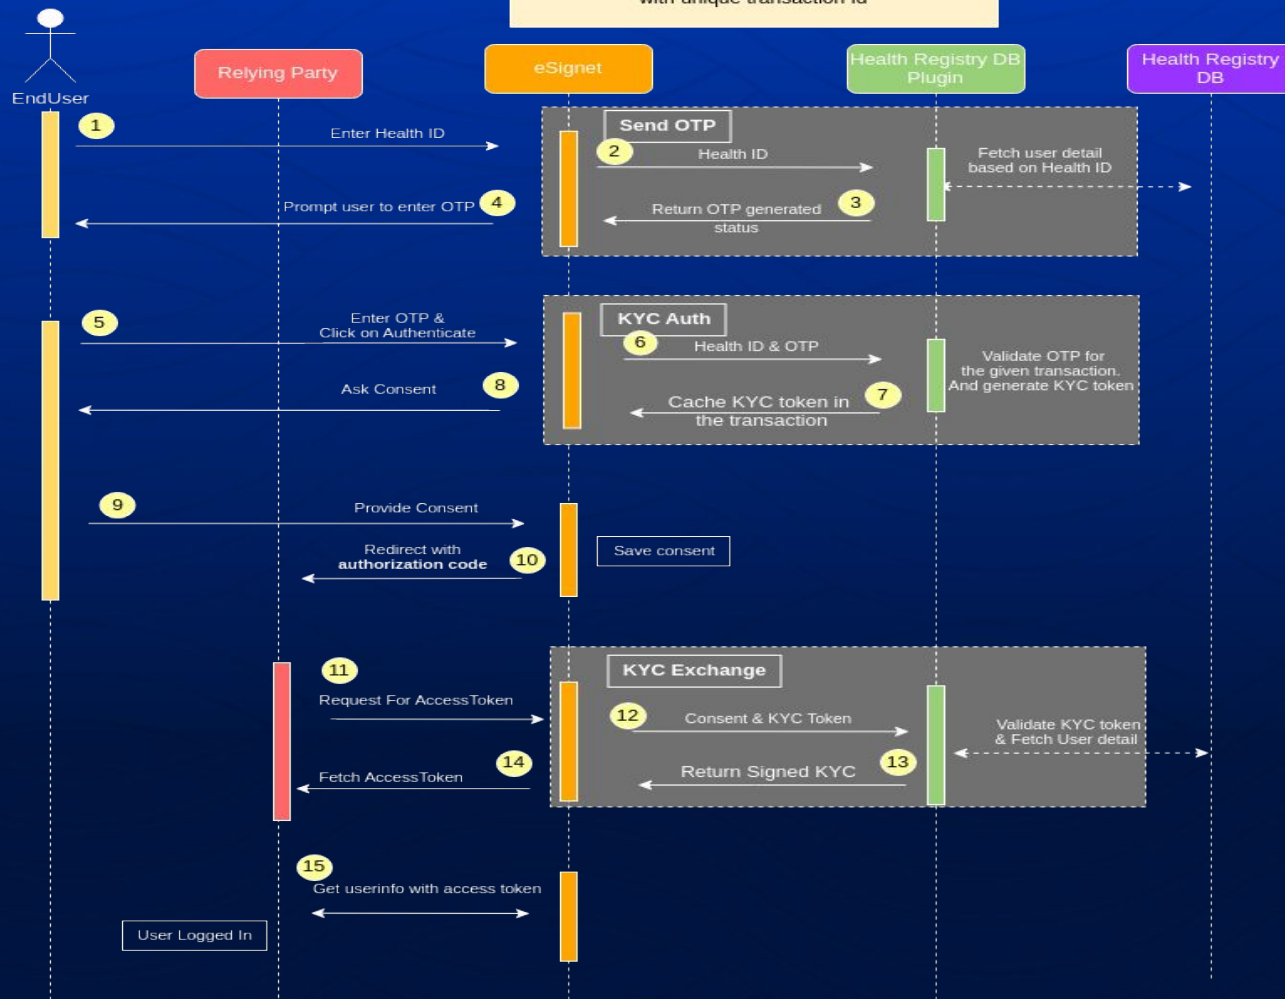 with unique transaction id
Relying Party
eSignet
Health Registry DB
Plugin
Health Registry
DB
EndUser
1
Enter Health ID
Send OTP
2
Health ID
Fetch user detail
based on Health ID
4
Prompt user to enter OTP
3
Return OTP generated
status
5
Enter OTP &
Click on Authenticate
KYC Auth
6
Health ID & OTP
Validate OTP for
the given transaction.
And generate KYC token
8
Ask Consent
7
Cache KYC token in
the transaction
9
Provide Consent
10
Redirect with
authorization code
Save consent
11
Request For AccessToken
KYC Exchange
12
Consent & KYC Token
Validate KYC token
& Fetch User detail
14
Fetch AccessToken
13
Return Signed KYC
15
Get userinfo with access token
User Logged In